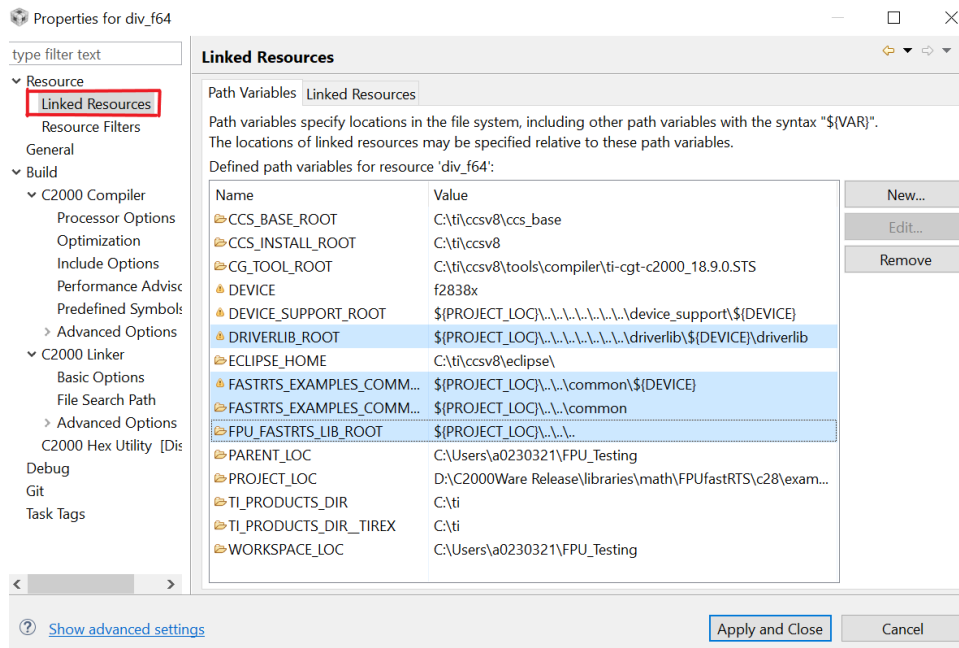 Properties for div_f64
type filter text
Resource
Linked Resources
Resource Filters
General
Build
C2000 Compiler
Processor Options
Optimization
Include Options
Performance Advisc
Predefined Symbols
Advanced Options
C2000 Linker
Basic Options
File Search Path
Advanced Options
C2000 Hex Utility [Dis
Debug
Git
Task Tags
Linked Resources
Path Variables Linked Resources
Path variables specify locations in the file system, including other path variables with the syntax "${VAR}".
The locations of linked resources may be specified relative to these path variables.
Defined path variables for resource 'div_f64':
Name Value
CCS_BASE_ROOT C:\ti\ccsv8\ccs_base
CCS_INSTALL_ROOT C:\ti\ccsv8
CG_TOOL_ROOT C:\ti\ccsv8\tools\compiler\ti-cgt-c2000_18.9.0.STS
DEVICE f2838x
DEVICE_SUPPORT_ROOT ${PROJECT_LOC}\..\..\..\..\..\..\..\device_support\${DEVICE}
DRIVERLIB_ROOT ${PROJECT_LOC}\..\..\..\..\..\..\..\driverlib\${DEVICE}\driverlib
ECLIPSE_HOME C:\ti\ccsv8\eclipse\
FASTRTS_EXAMPLES_COMM... ${PROJECT_LOC}\..\..\common\${DEVICE}
FASTRTS_EXAMPLES_COMM... ${PROJECT_LOC}\..\..\common
FPU_FASTRTS_LIB_ROOT ${PROJECT_LOC}\..\..\..
PARENT_LOC C:\Users\a0230321\FPU_Testing
PROJECT_LOC D:\C2000Ware Release\libraries\math\FPUfastRTS\c28\exam...
TI_PRODUCTS_DIR C:\ti
TI_PRODUCTS_DIR__TIREX C:\ti
WORKSPACE_LOC C:\Users\a0230321\FPU_Testing
New...
Edit...
Remove
Show advanced settings
Apply and Close
Cancel